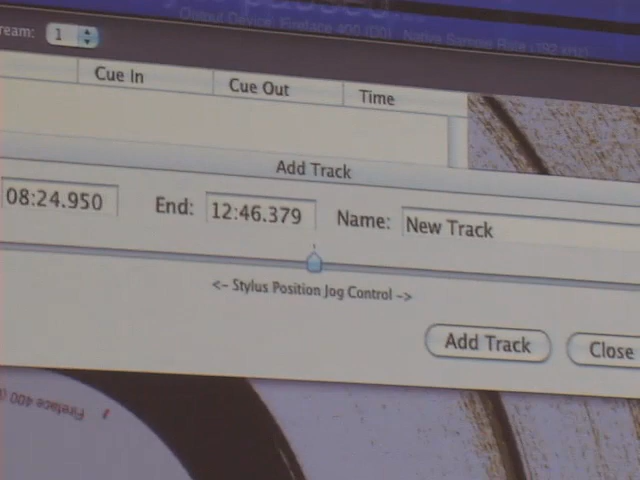 Output Device: Fireface 400 (D0)  Native Sample Rate (192 kHz)
ream: 1
Cue In Cue Out Time
Add Track
08:24.950 End: 12:46.379 Name: New Track
<- Stylus Position Jog Control ->
Add Track Close
Fireface 400